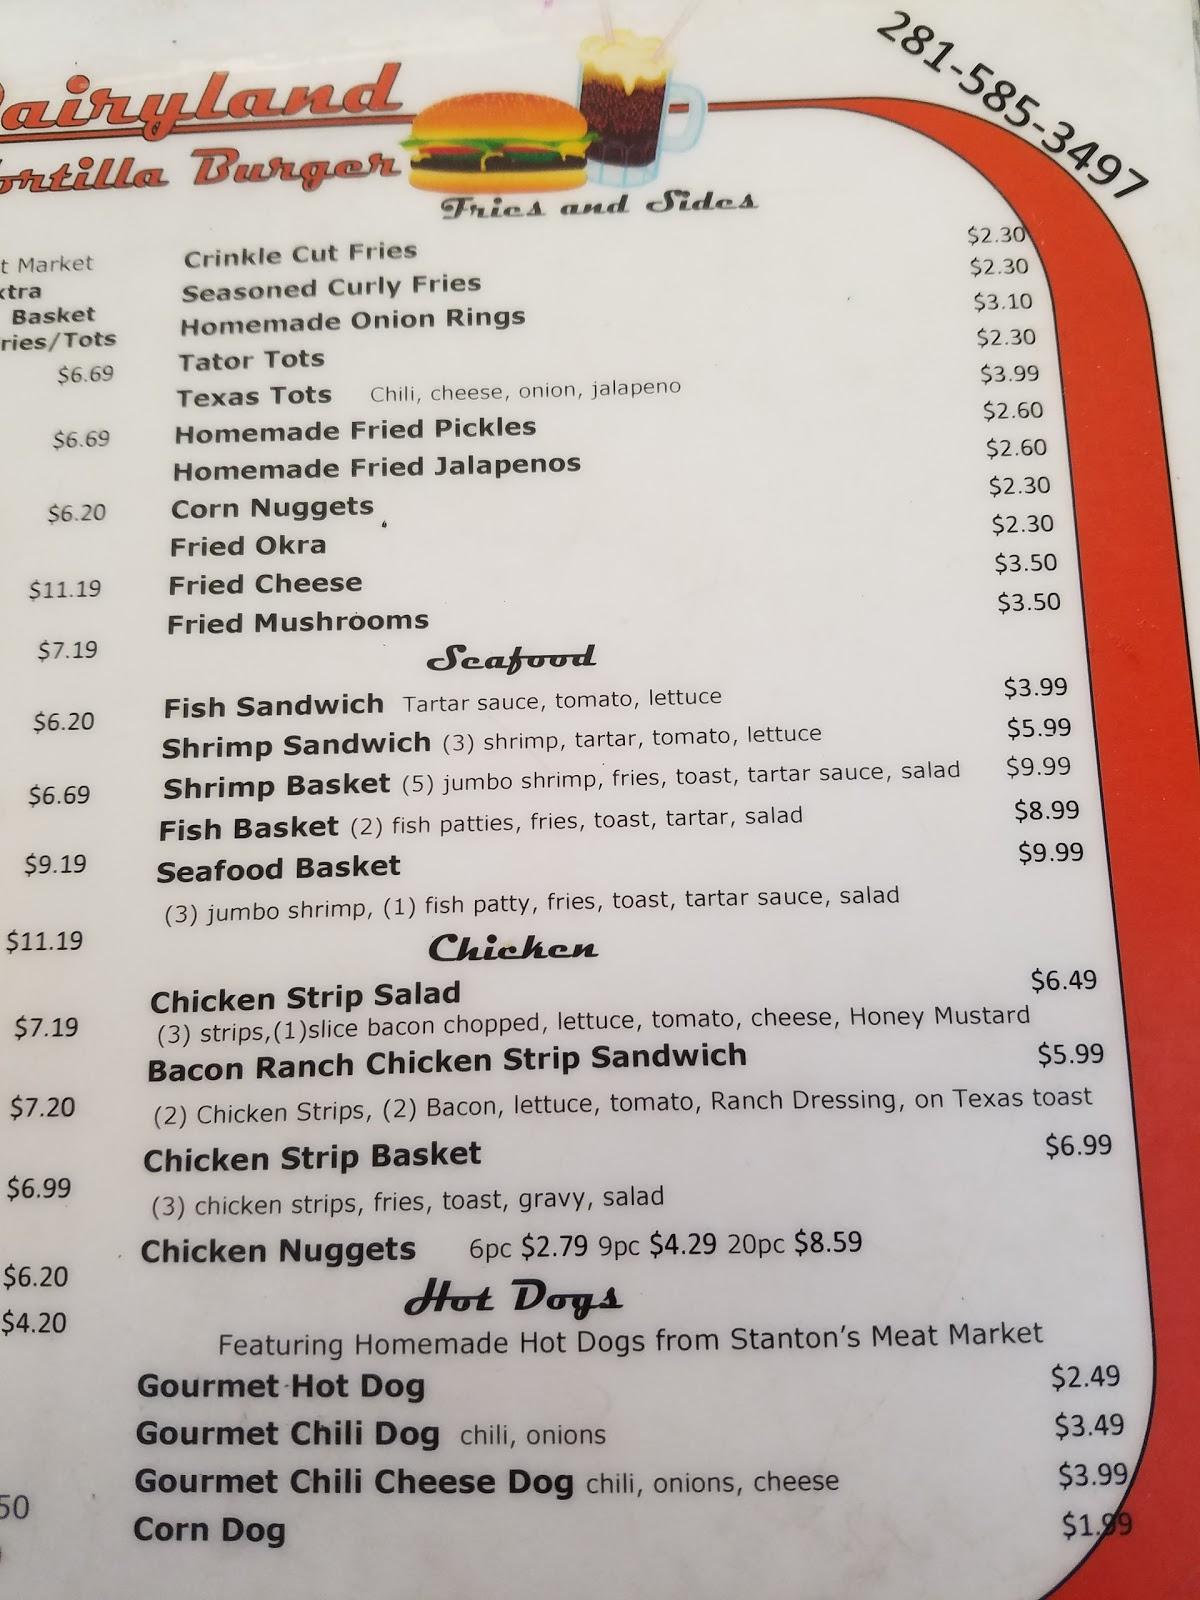 281-585-3497
Dairyland
Tortilla Burger
Fries and Sides
t Market
xtra
Basket
ries/Tots
$6.69
$6.69
$6.20
$11.19
$7.19
$6.20
$6.69
$9.19
$11.19
$7.19
$7.20
$6.99
$6.20
$4.20
50
Crinkle Cut Fries $2.30
Seasoned Curly Fries $2.30
Homemade Onion Rings $3.10
Tator Tots $2.30
Texas Tots Chili, cheese, onion, jalapeno $3.99
Homemade Fried Pickles $2.60
Homemade Fried Jalapenos $2.60
Corn Nuggets $2.30
Fried Okra $2.30
Fried Cheese $3.50
Fried Mushrooms $3.50
Seafood
Fish Sandwich Tartar sauce, tomato, lettuce $3.99
Shrimp Sandwich (3) shrimp, tartar, tomato, lettuce $5.99
Shrimp Basket (5) jumbo shrimp, fries, toast, tartar sauce, salad $9.99
Fish Basket (2) fish patties, fries, toast, tartar, salad $8.99
Seafood Basket $9.99
(3) jumbo shrimp, (1) fish patty, fries, toast, tartar sauce, salad
Chicken
Chicken Strip Salad $6.49
(3) strips,(1)slice bacon chopped, lettuce, tomato, cheese, Honey Mustard
Bacon Ranch Chicken Strip Sandwich $5.99
(2) Chicken Strips, (2) Bacon, lettuce, tomato, Ranch Dressing, on Texas toast
Chicken Strip Basket $6.99
(3) chicken strips, fries, toast, gravy, salad
Chicken Nuggets 6pc $2.79 9pc $4.29 20pc $8.59
Hot Dogs
Featuring Homemade Hot Dogs from Stanton's Meat Market
Gourmet Hot Dog $2.49
Gourmet Chili Dog chili, onions $3.49
Gourmet Chili Cheese Dog chili, onions, cheese $3.99
Corn Dog $1.99